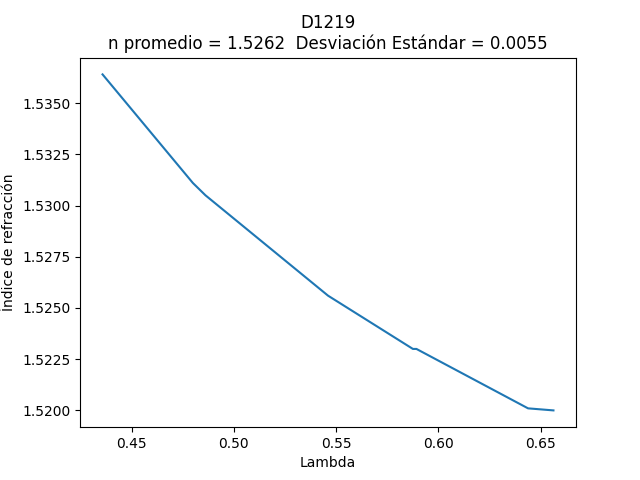 D1219
n promedio = 1.5262 Desviación Estándar = 0.0055
1.5350
1.5325
1.5300
1.5275
1.5250
1.5225
1.5200
Índice de refracción
0.45 0.50 0.55 0.60 0.65
Lambda